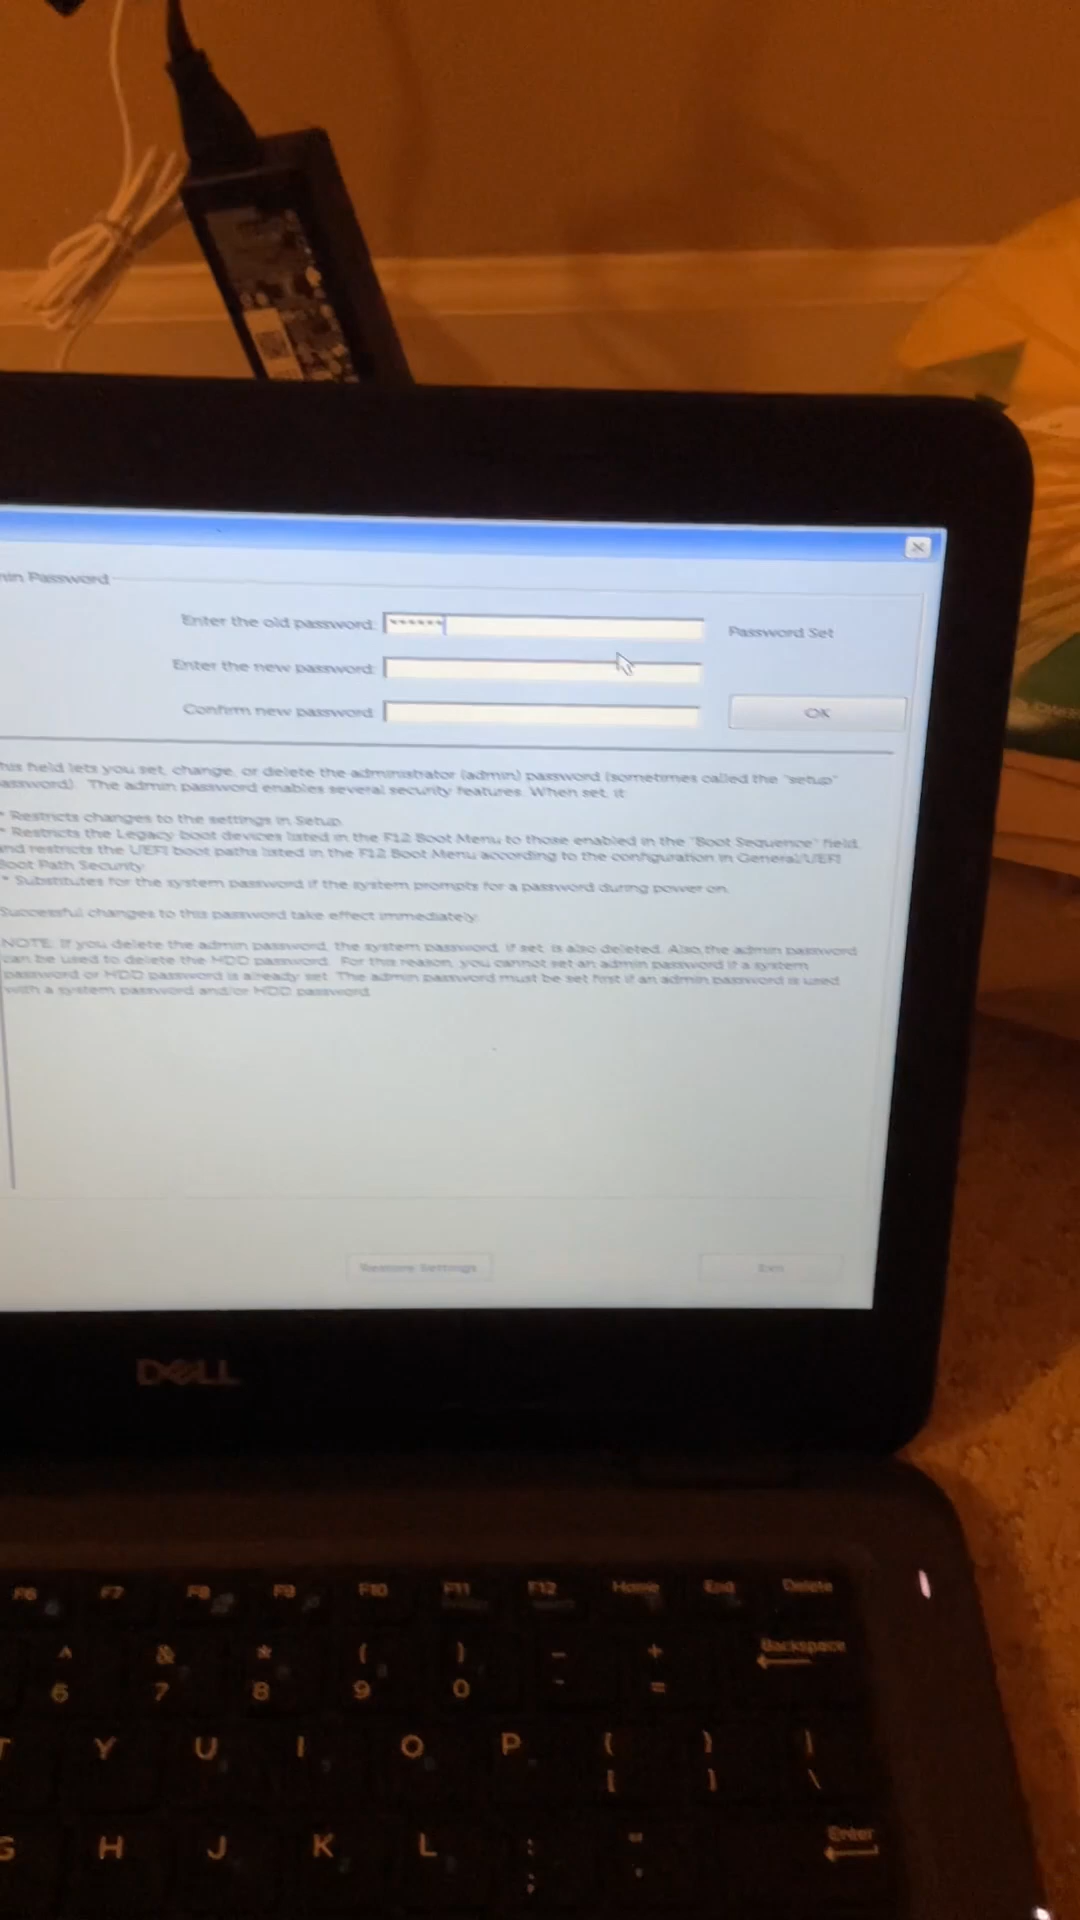 min Password
Enter the old password:
******
Password Set
Enter the new password:
Confirm new password:
OK
his field lets you set, change, or delete the administrator (admin) password (sometimes called the "setup"
assword). The admin password enables several security features. When set, it:
* Restricts changes to the settings in Setup.
* Restricts the Legacy boot devices listed in the F12 Boot Menu to those enabled in the "Boot Sequence" field,
and restricts the UEFI boot paths listed in the F12 Boot Menu according to the configuration in General/UEFI
Boot Path Security.
* Substitutes for the system password if the system prompts for a password during power on.
Successful changes to this password take effect immediately.
NOTE: If you delete the admin password, the system password, if set, is also deleted. Also, the admin password
can be used to delete the HDD password. For this reason, you cannot set an admin password if a system
password or HDD password is already set. The admin password must be set first if an admin password is used
with a system password and/or HDD password.
Restore Settings
Exit
DELL
F6 F7 F8 F9 F10 F11 F12 Home End Delete
^ & * ( ) _ + Backspace
6 7 8 9 0 - =
T Y U I O P { } |
[ ] \
G H J K L : " Enter
; '